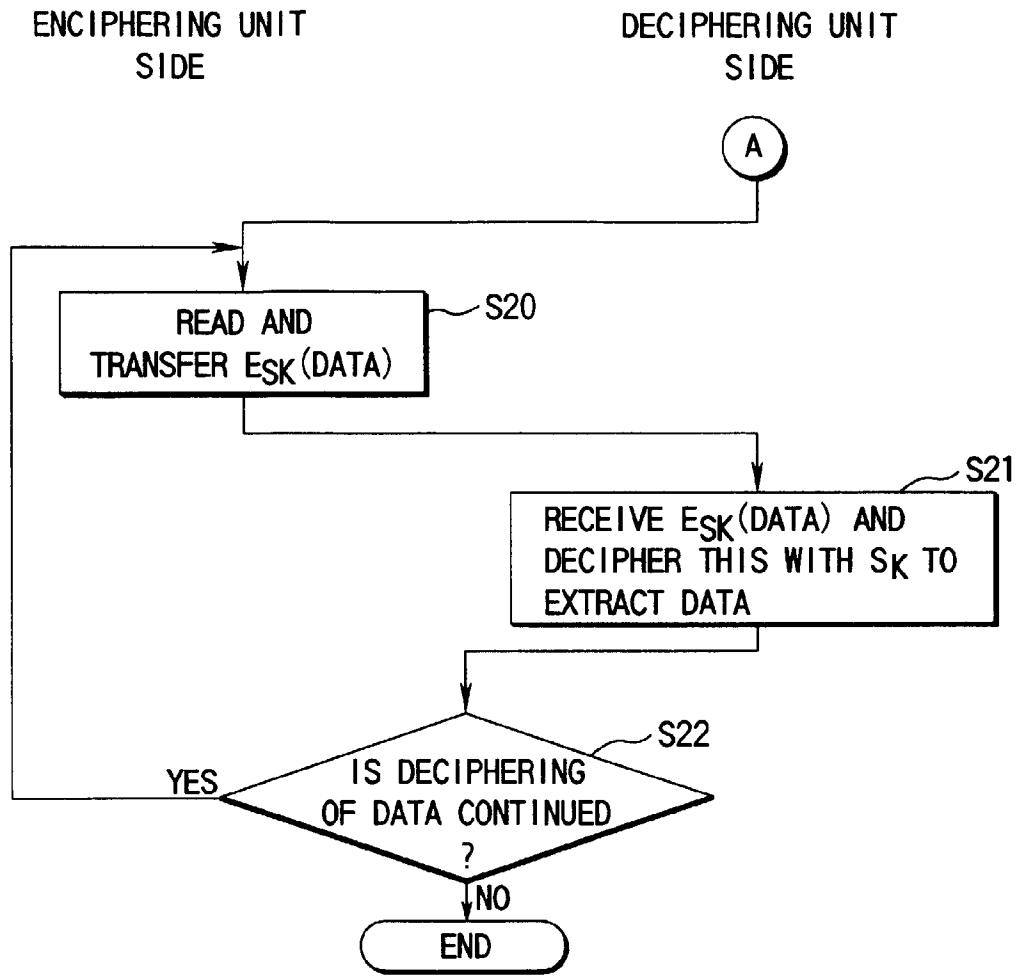 ENCIPHERING UNIT
SIDE
DECIPHERING UNIT
SIDE
A
READ AND
TRANSFER ESK(DATA)
S20
S21
RECEIVE ESK(DATA) AND
DECIPHER THIS WITH SK TO
EXTRACT DATA
S22
YES
IS DECIPHERING
OF DATA CONTINUED
?
NO
END